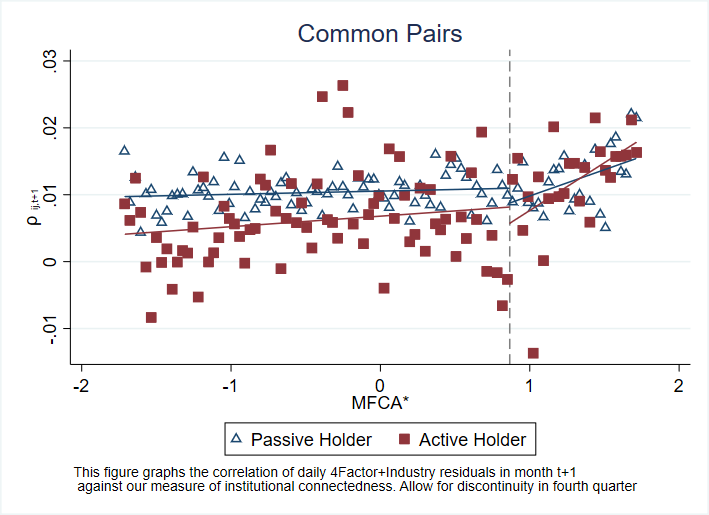 Common Pairs
.03
.02
.01
0
-.01
ρ ij,t+1
-2 -1 0 1 2
MFCA*
Passive Holder Active Holder
This figure graphs the correlation of daily 4Factor+Industry residuals in month t+1
against our measure of institutional connectedness. Allow for discontinuity in fourth quarter